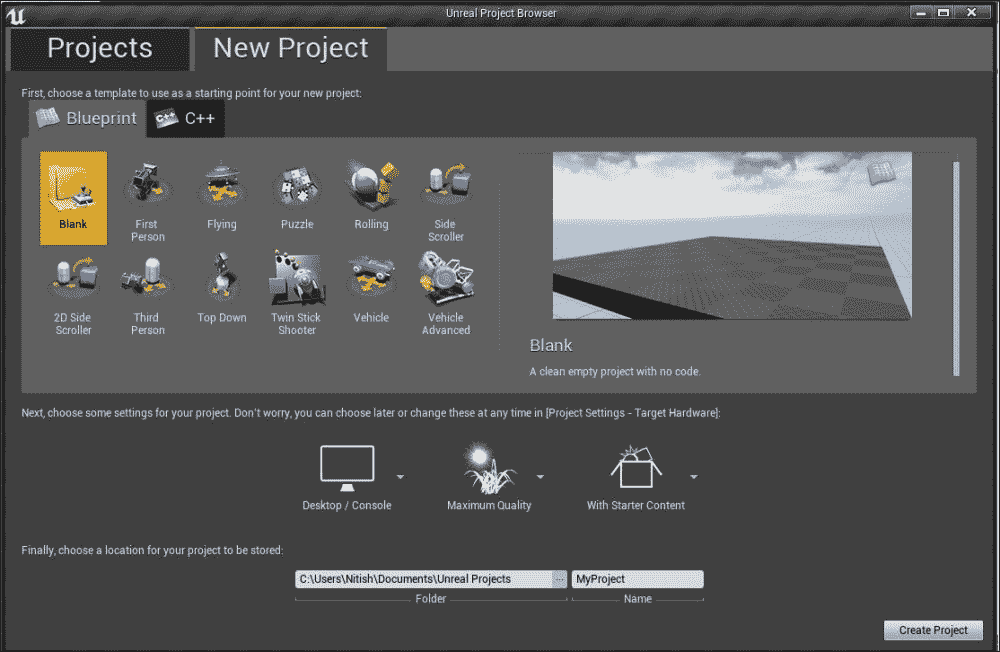 Unreal Project Browser
Projects
New Project
First, choose a template to use as a starting point for your new project:
Blueprint
C++
C++
Blank
First
Person
Flying
Puzzle
Rolling
Side
Scroller
2D Side
Scroller
Third
Person
Top Down
Twin Stick
Shooter
Vehicle
Vehicle
Advanced
Blank
A clean empty project with no code.
Next, choose some settings for your project. Don't worry, you can choose later or change these at any time in [Project Settings - Target Hardware]:
Desktop / Console
Maximum Quality
With Starter Content
Finally, choose a location for your project to be stored:
C:\Users\Nitish\Documents\Unreal Projects
...
MyProject
Folder
Name
Create Project